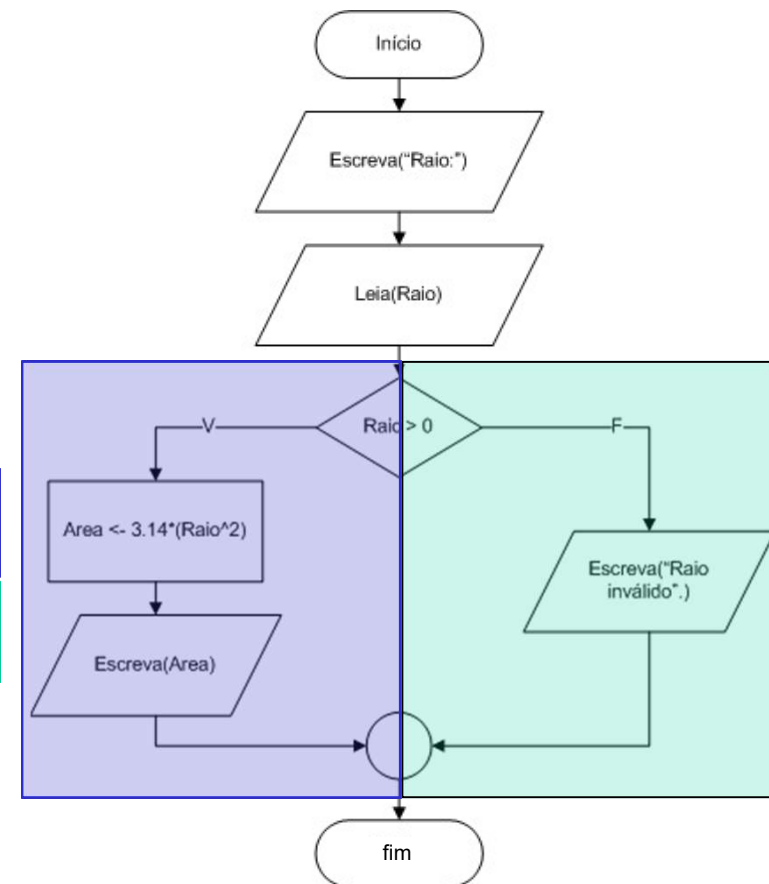 Início
Escreva(“Raio:”)
Leia(Raio)
Raio > 0
V
F
Area <- 3.14*(Raio^2)
Escreva(“Raio
inválido”.)
Escreva(Area)
fim